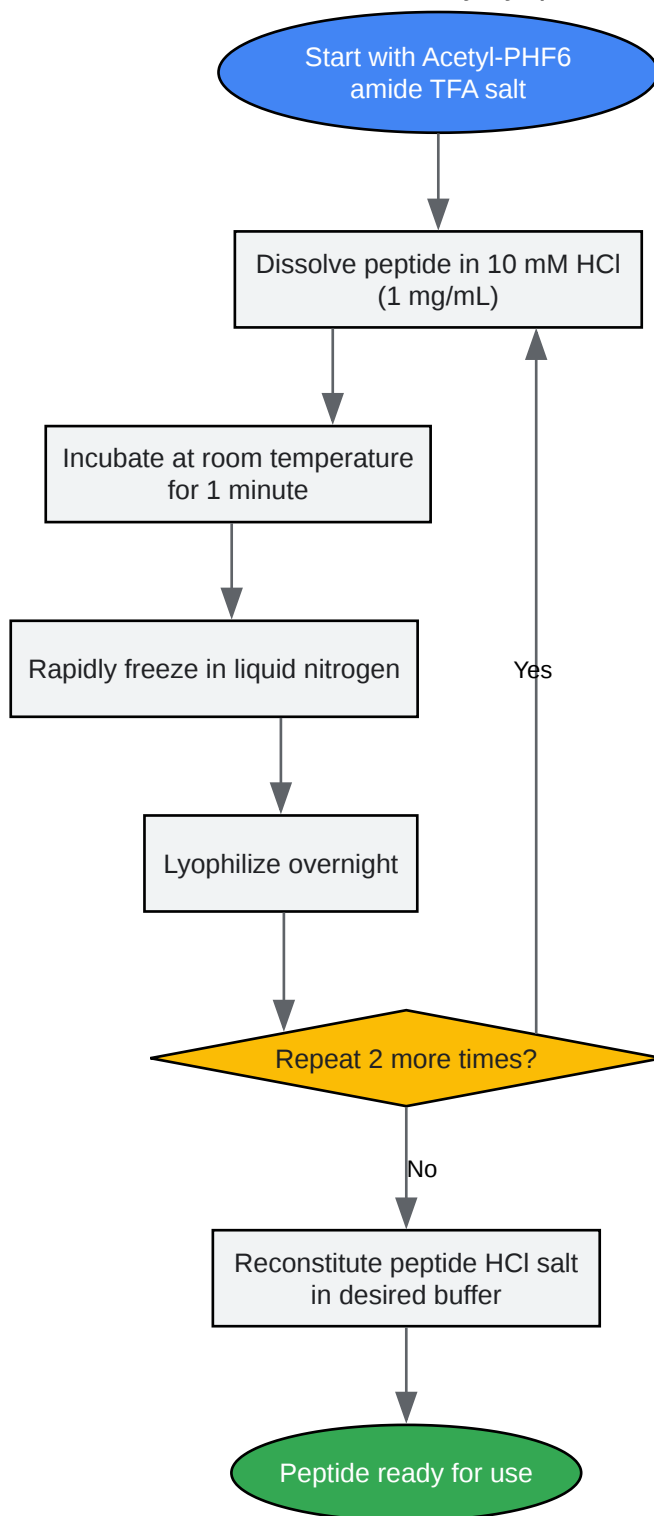 Start with Acetyl-PHF6
amide TFA salt
Dissolve peptide in 10 mM HCl
(1 mg/mL)
Incubate at room temperature
for 1 minute
Rapidly freeze in liquid nitrogen
Yes
Lyophilize overnight
Repeat 2 more times?
No
Reconstitute peptide HCl salt
in desired buffer
Peptide ready for use